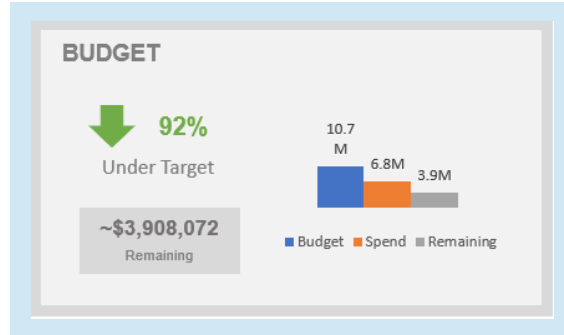 BUDGET
92%
Under Target
~$3,908,072
Remaining
10.7
M
6.8M
3.9M
Budget Spend Remaining